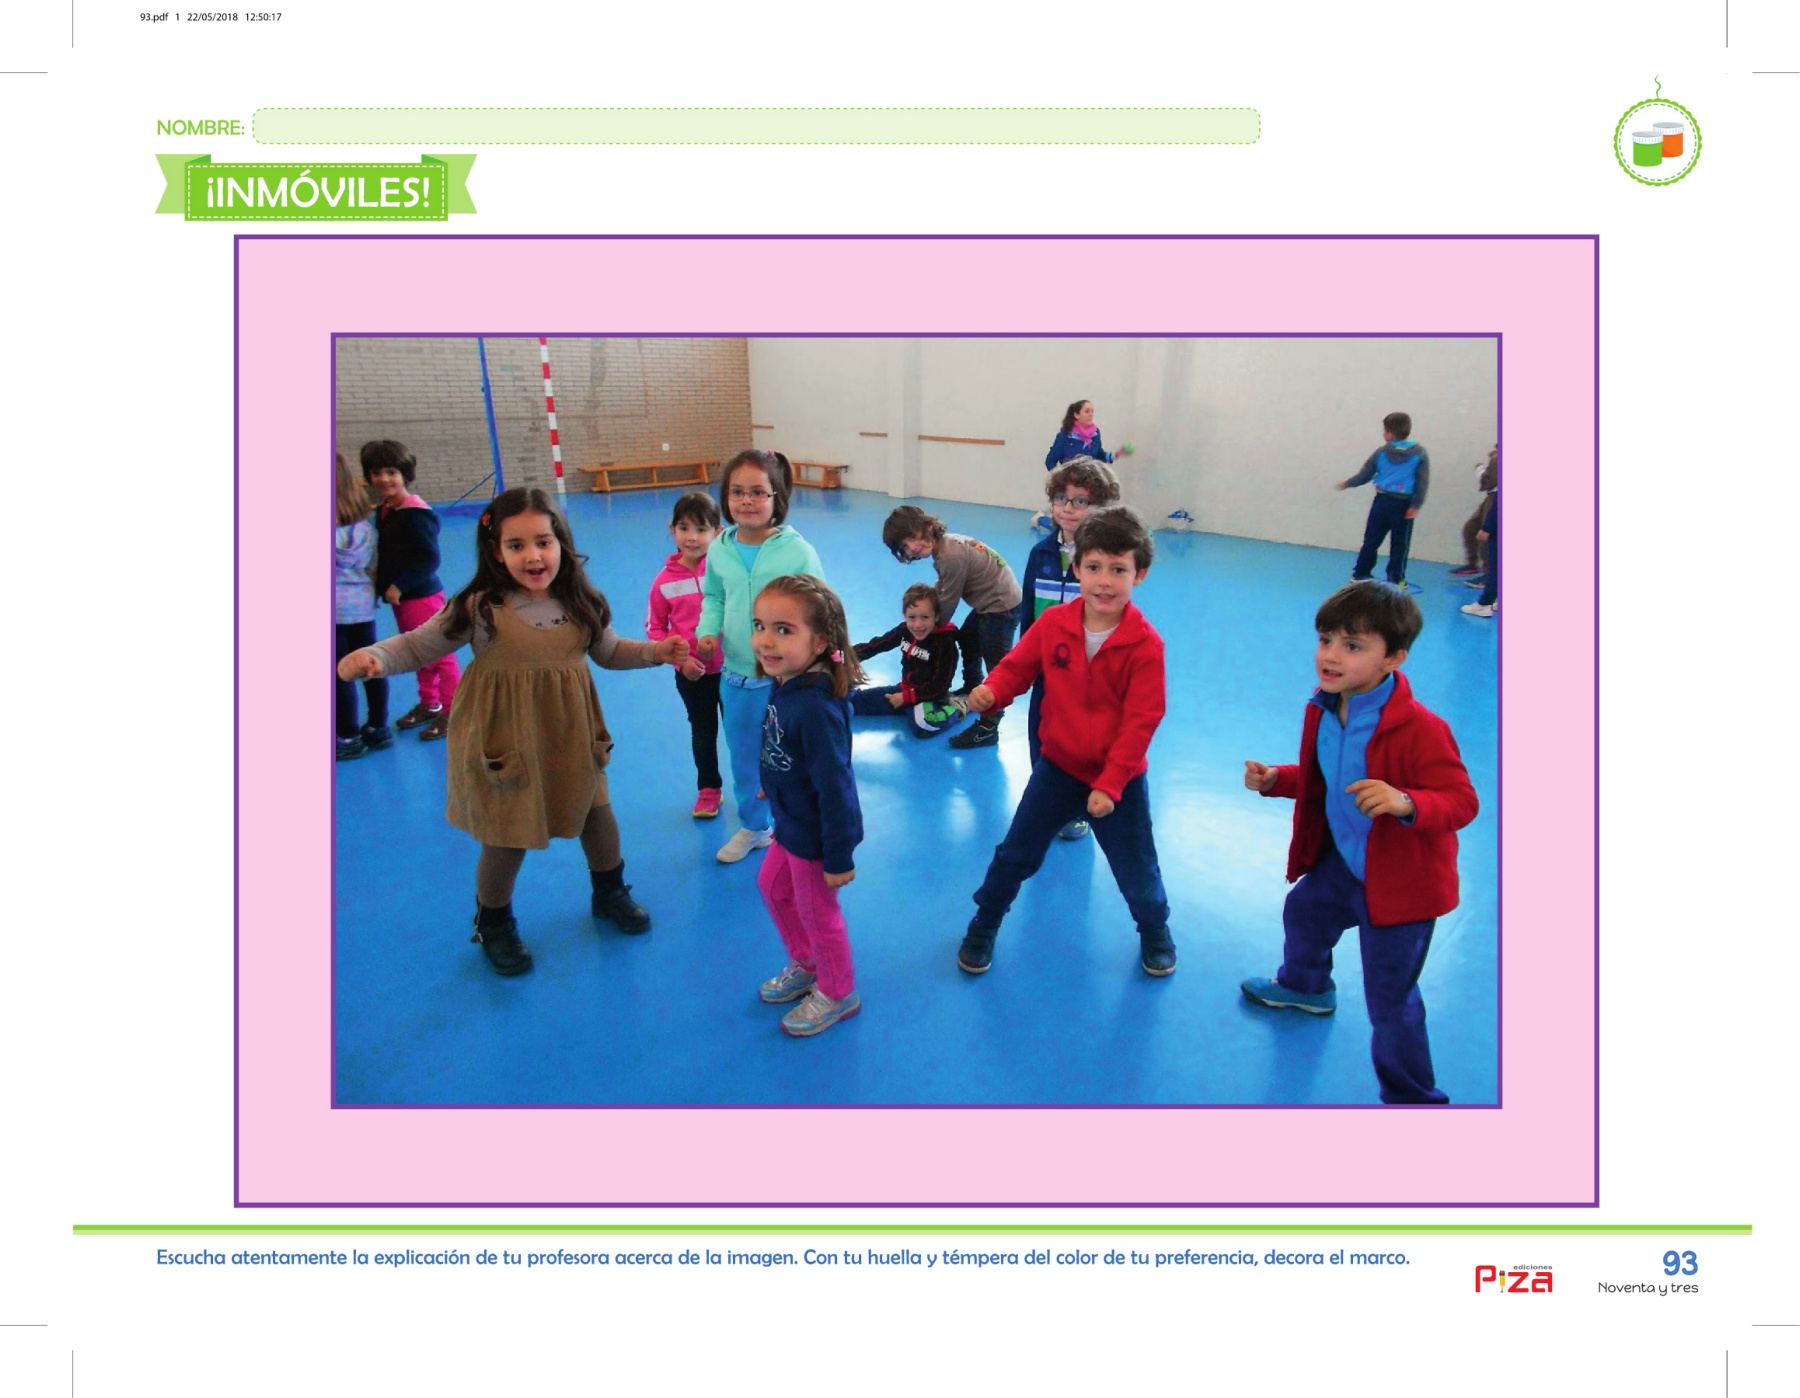 93.pdf 1 22/05/2018 12:50:17
NOMBRE:
¡INMÓVILES!
Escucha atentamente la explicación de tu profesora acerca de la imagen. Con tu huella y témpera del color de tu preferencia, decora el marco.
ediciones
Piza
93
Noventa y tres